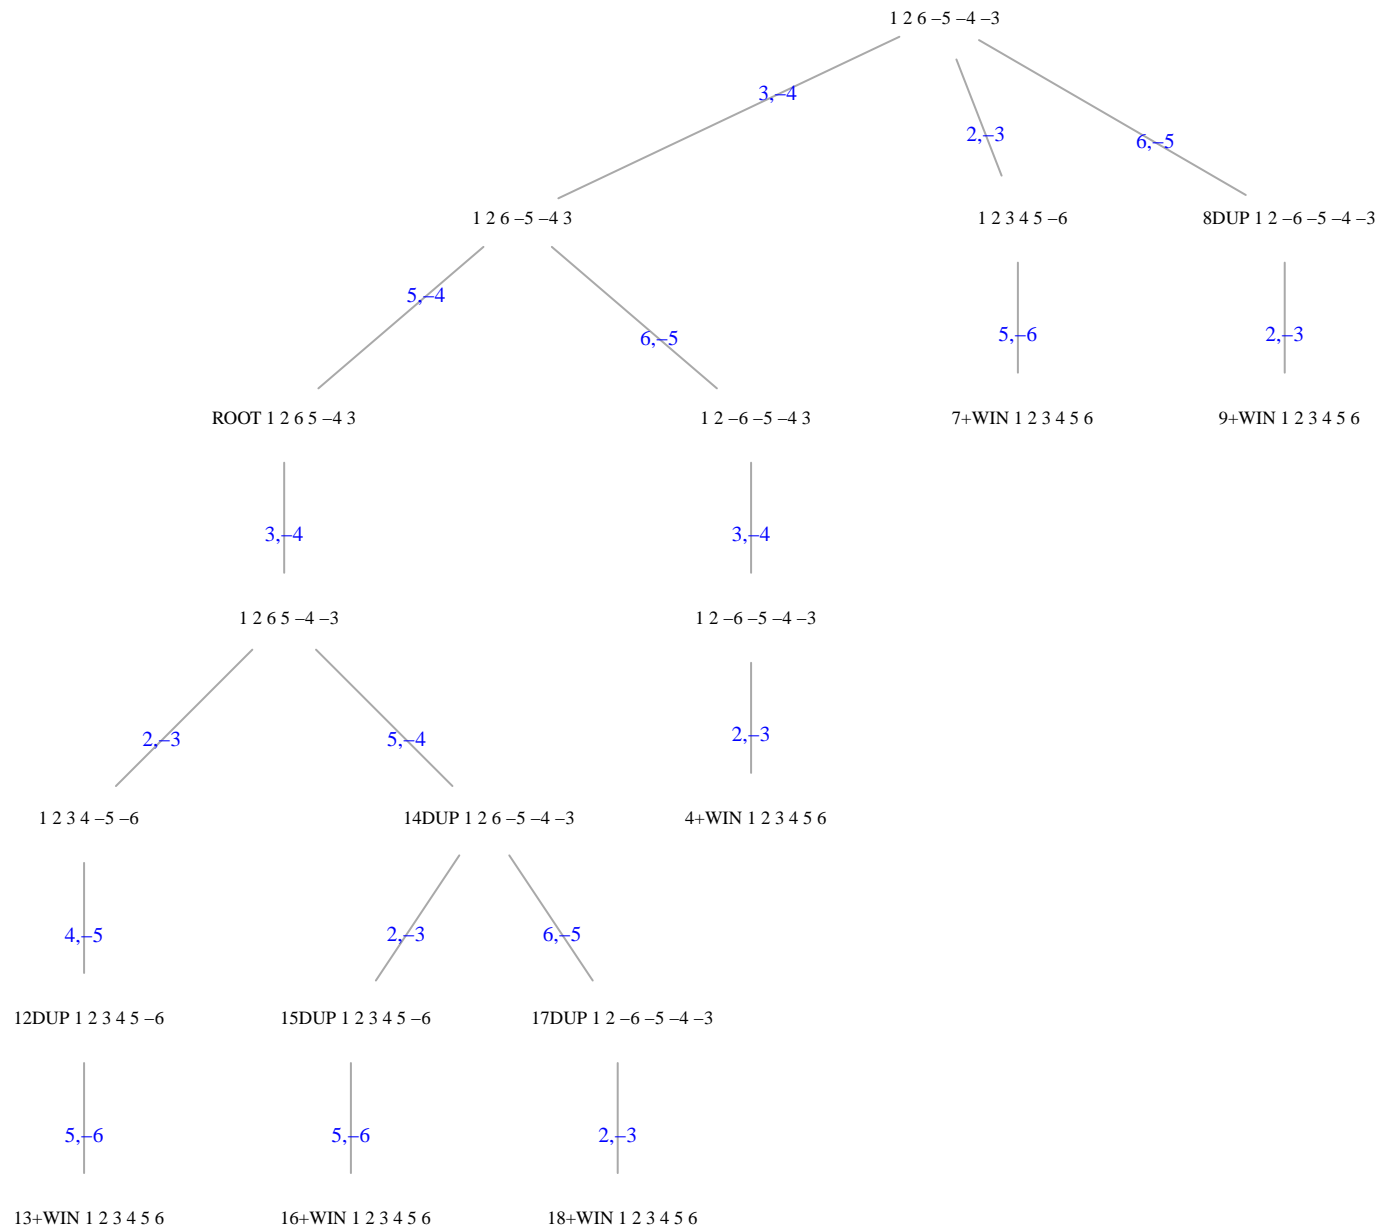 1 2 6 –5 –4 –3
3,–4
2,–3
6,–5
1 2 6 –5 –4 3
1 2 3 4 5 –6
8DUP 1 2 –6 –5 –4 –3
5,–4
6,–5
5,–6
2,–3
ROOT 1 2 6 5 –4 3
1 2 –6 –5 –4 3
7+WIN 1 2 3 4 5 6
9+WIN 1 2 3 4 5 6
3,–4
3,–4
1 2 6 5 –4 –3
1 2 –6 –5 –4 –3
2,–3
5,–4
2,–3
1 2 3 4 –5 –6
14DUP 1 2 6 –5 –4 –3
4+WIN 1 2 3 4 5 6
4,–5
2,–3
6,–5
12DUP 1 2 3 4 5 –6
15DUP 1 2 3 4 5 –6
17DUP 1 2 –6 –5 –4 –3
5,–6
5,–6
2,–3
13+WIN 1 2 3 4 5 6
16+WIN 1 2 3 4 5 6
18+WIN 1 2 3 4 5 6